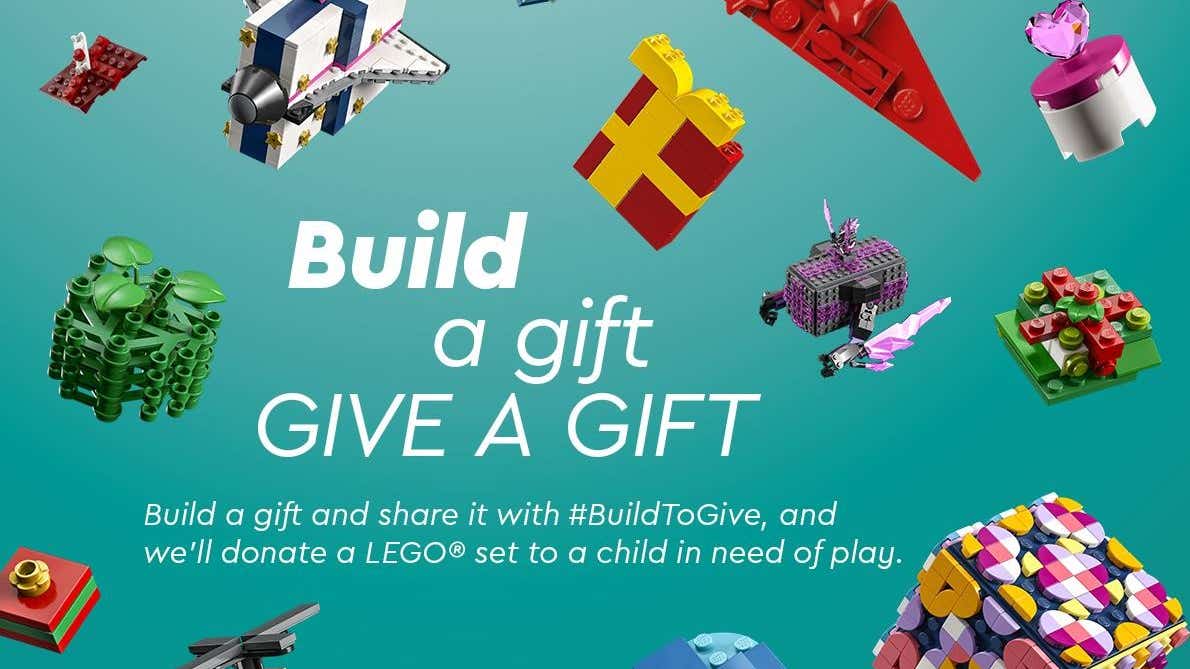 Build
a gift
GIVE A GIFT
Build a gift and share it with #BuildToGive, and
we'll donate a LEGO® set to a child in need of play.